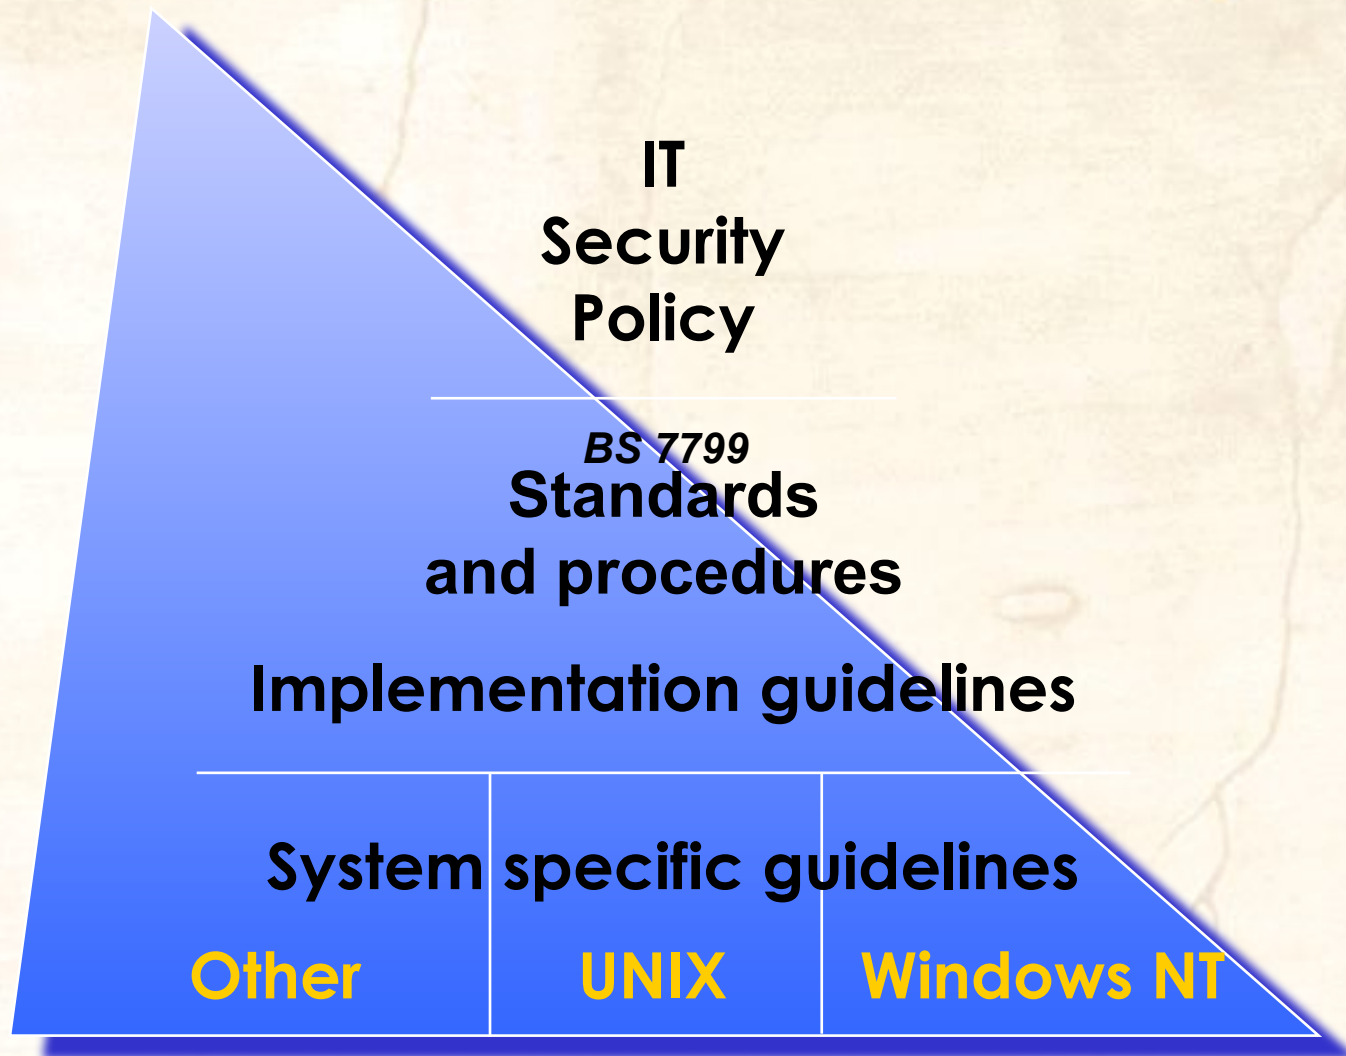 IT
Security
Policy
BS 7799
Standards
and procedures
Implementation guidelines
System specific guidelines
Other UNIX Windows NT